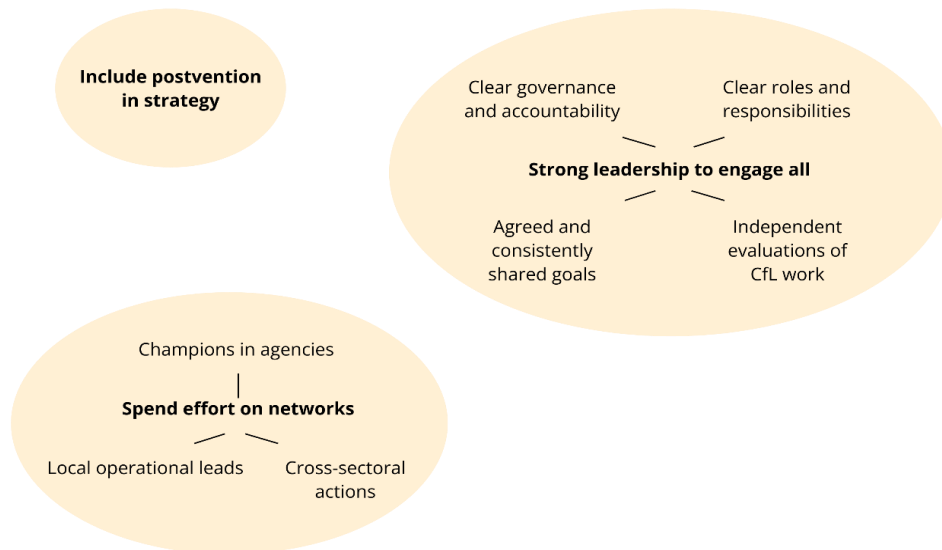 Include postvention
in strategy
Clear governance
and accountability
Clear roles and
responsibilities
Strong leadership to engage all
Agreed and
consistently
shared goals
Independent
evaluations of
CfL work
Champions in agencies
Spend effort on networks
Local operational leads
Cross-sectoral
actions